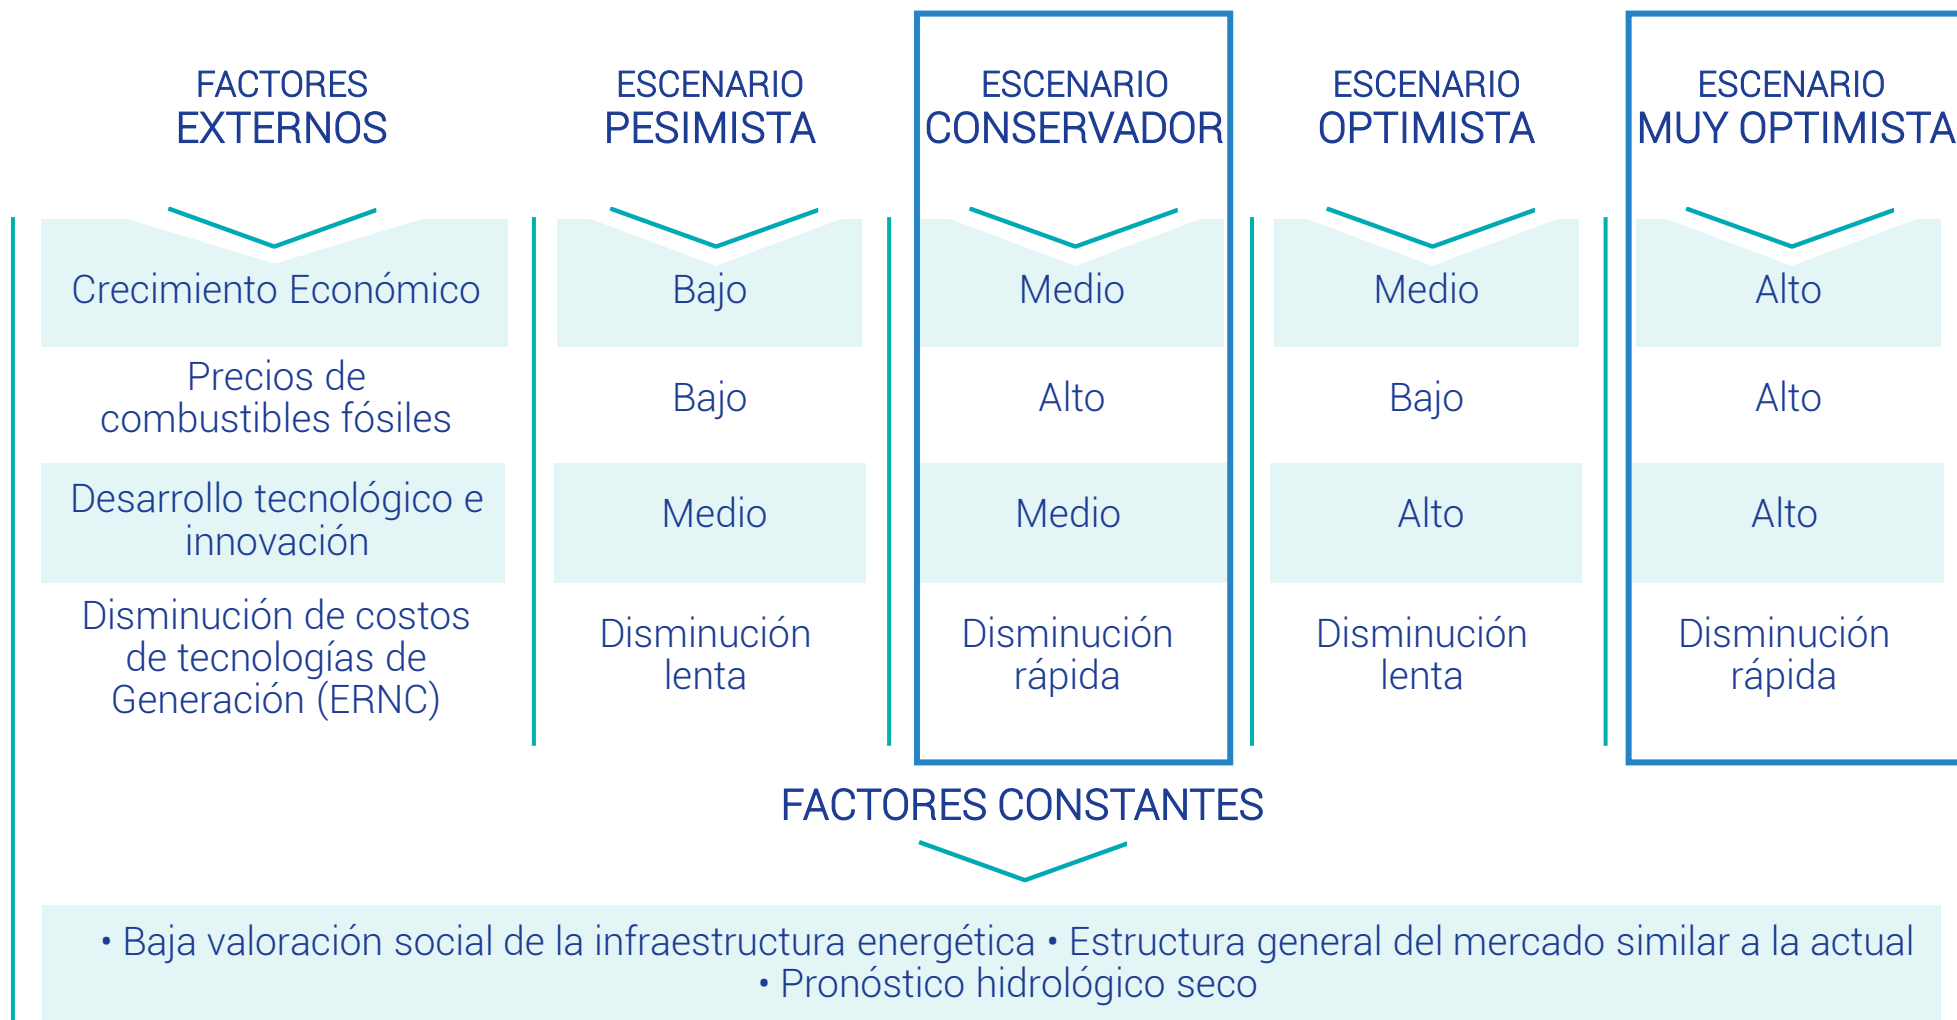 FACTORES
EXTERNOS
ESCENARIO
PESIMISTA
ESCENARIO
CONSERVADOR
ESCENARIO
OPTIMISTA
ESCENARIO
MUY OPTIMISTA
Crecimiento Económico
Bajo
Medio
Medio
Alto
Precios de
combustibles fósiles
Bajo
Alto
Bajo
Alto
Desarrollo tecnológico e
innovación
Medio
Medio
Alto
Alto
Disminución de costos
de tecnologías de
Generación (ERNC)
Disminución
lenta
Disminución
rápida
Disminución
lenta
Disminución
rápida
FACTORES CONSTANTES
• Baja valoración social de la infraestructura energética • Estructura general del mercado similar a la actual
• Pronóstico hidrológico seco